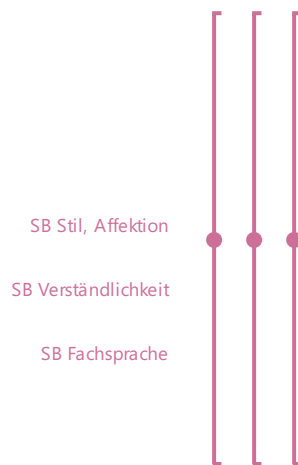 SB Stil, Affektion
SB Verständlichkeit
SB Fachsprache